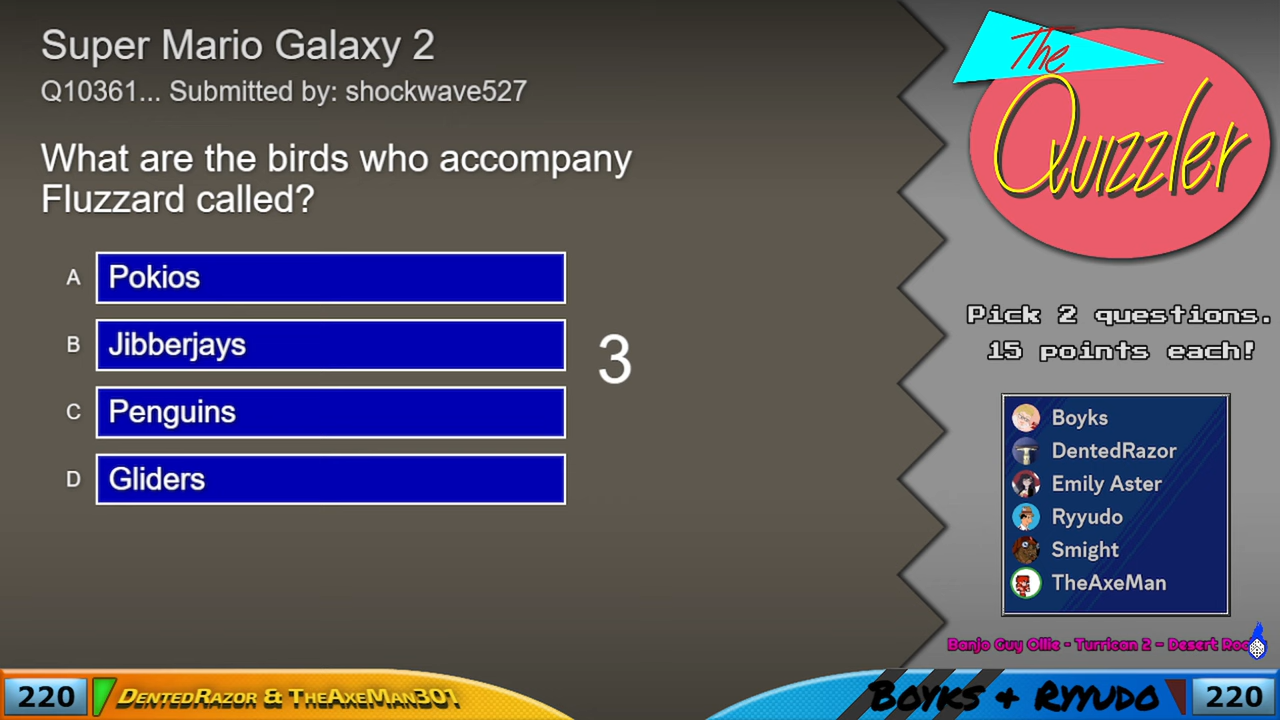 Super Mario Galaxy 2
Q10361... Submitted by: shockwave527
What are the birds who accompany
Fluzzard called?
A Pokios
B Jibberjays
C Penguins
D Gliders
3
The
Quizzler
Pick 2 questions.
15 points each!
Boyks
DentedRazor
Emily Aster
Ryyudo
Smight
TheAxeMan
Banjo Guy Ollie - Turrican 2 - Desert Rock
220 DentedRazor & TheAxeMan301
Boyks & Ryyudo 220